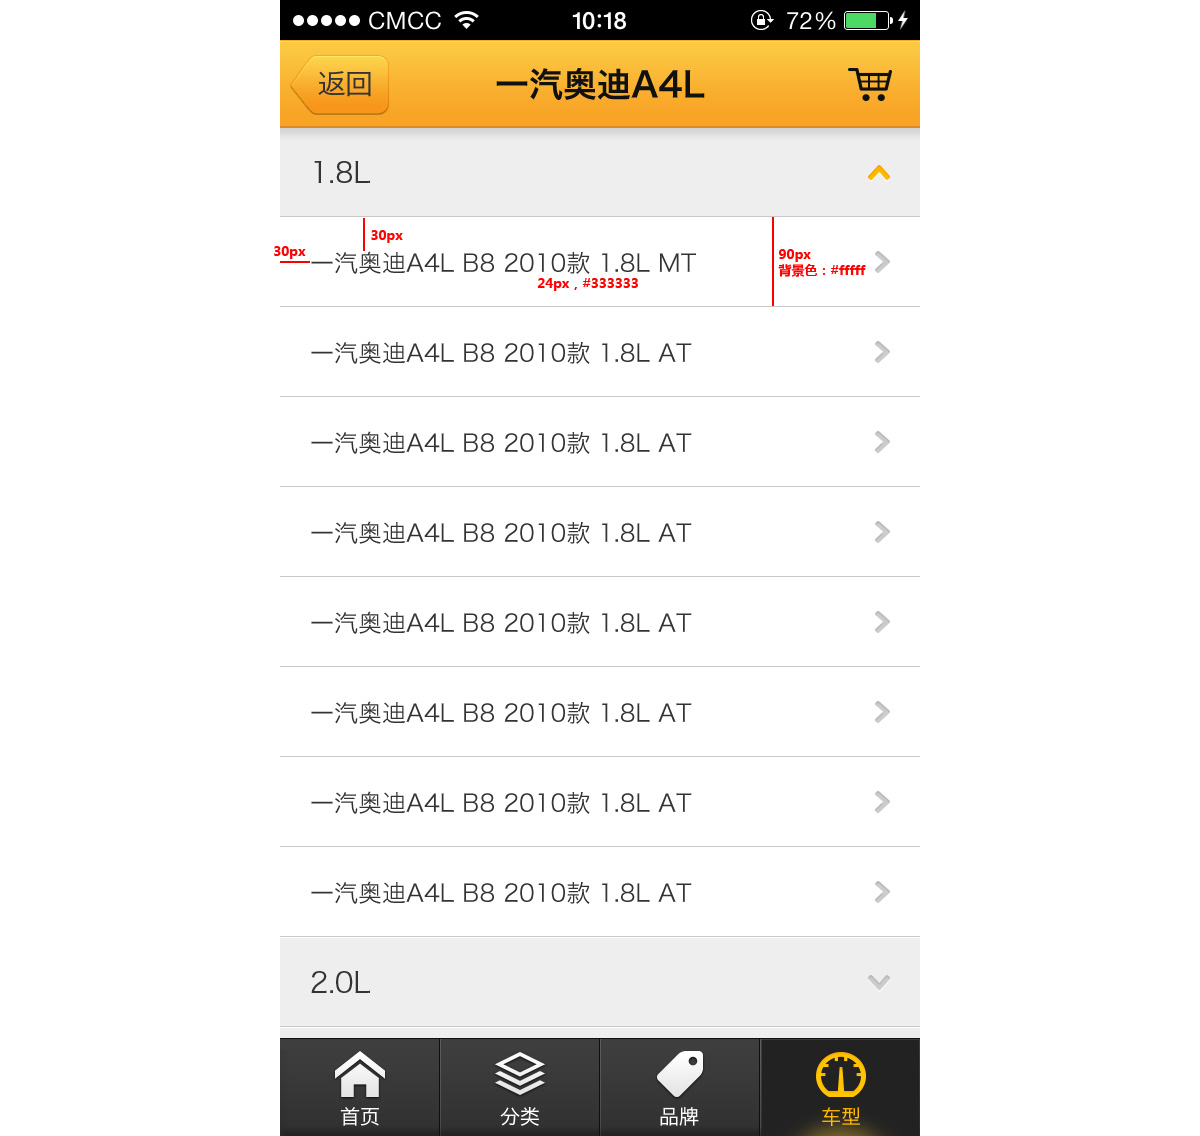 CMCC 10:18 72%
返回 一汽奥迪A4L
1.8L
30px
30px
一汽奥迪A4L B8 2010款 1.8L MT
24px，#333333
90px
背景色：#fffff
一汽奥迪A4L B8 2010款 1.8L AT
一汽奥迪A4L B8 2010款 1.8L AT
一汽奥迪A4L B8 2010款 1.8L AT
一汽奥迪A4L B8 2010款 1.8L AT
一汽奥迪A4L B8 2010款 1.8L AT
一汽奥迪A4L B8 2010款 1.8L AT
一汽奥迪A4L B8 2010款 1.8L AT
2.0L
首页 分类 品牌 车型